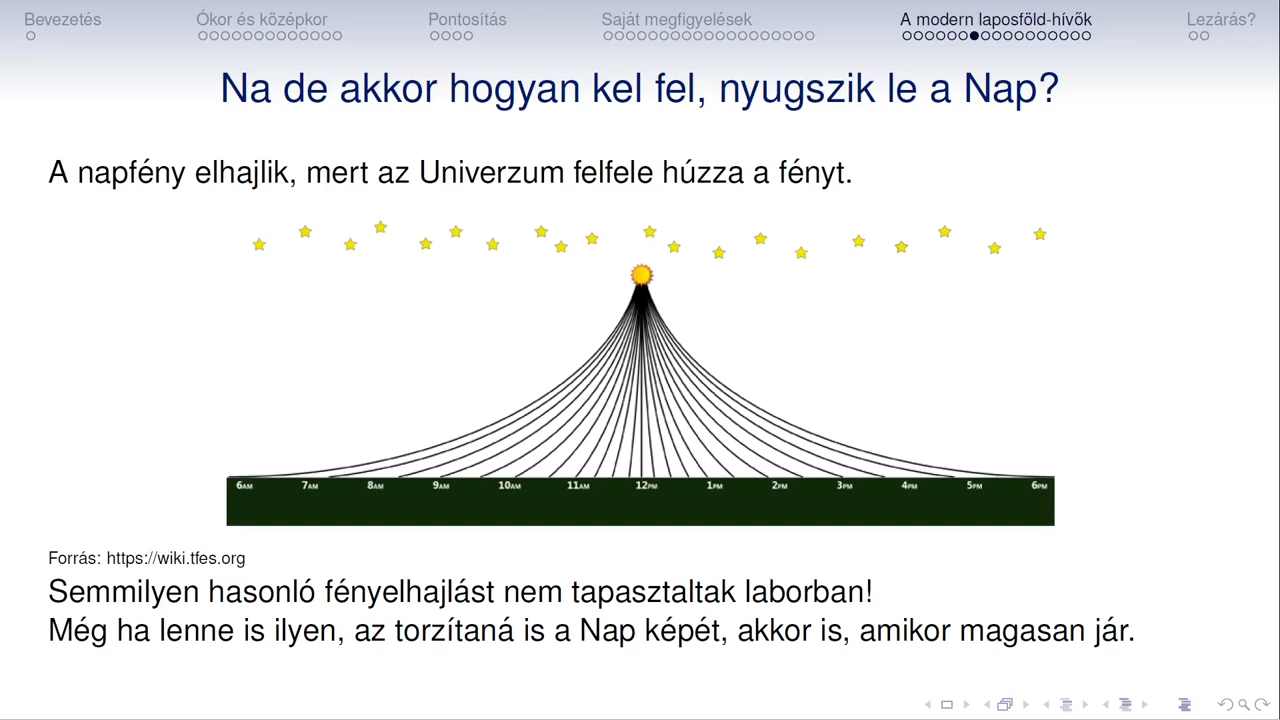 Bevezetés Ókor és középkor Pontosítás Saját megfigyelések A modern laposföld-hívők Lezárás?
Na de akkor hogyan kel fel, nyugszik le a Nap?
A napfény elhajlik, mert az Univerzum felfele húzza a fényt.
6AM 7AM 8AM 9AM 10AM 11AM 12PM 1PM 2PM 3PM 4PM 5PM 6PM
Forrás: https://wiki.tfes.org
Semmilyen hasonló fényelhajlást nem tapasztaltak laborban!
Még ha lenne is ilyen, az torzítaná is a Nap képét, akkor is, amikor magasan jár.